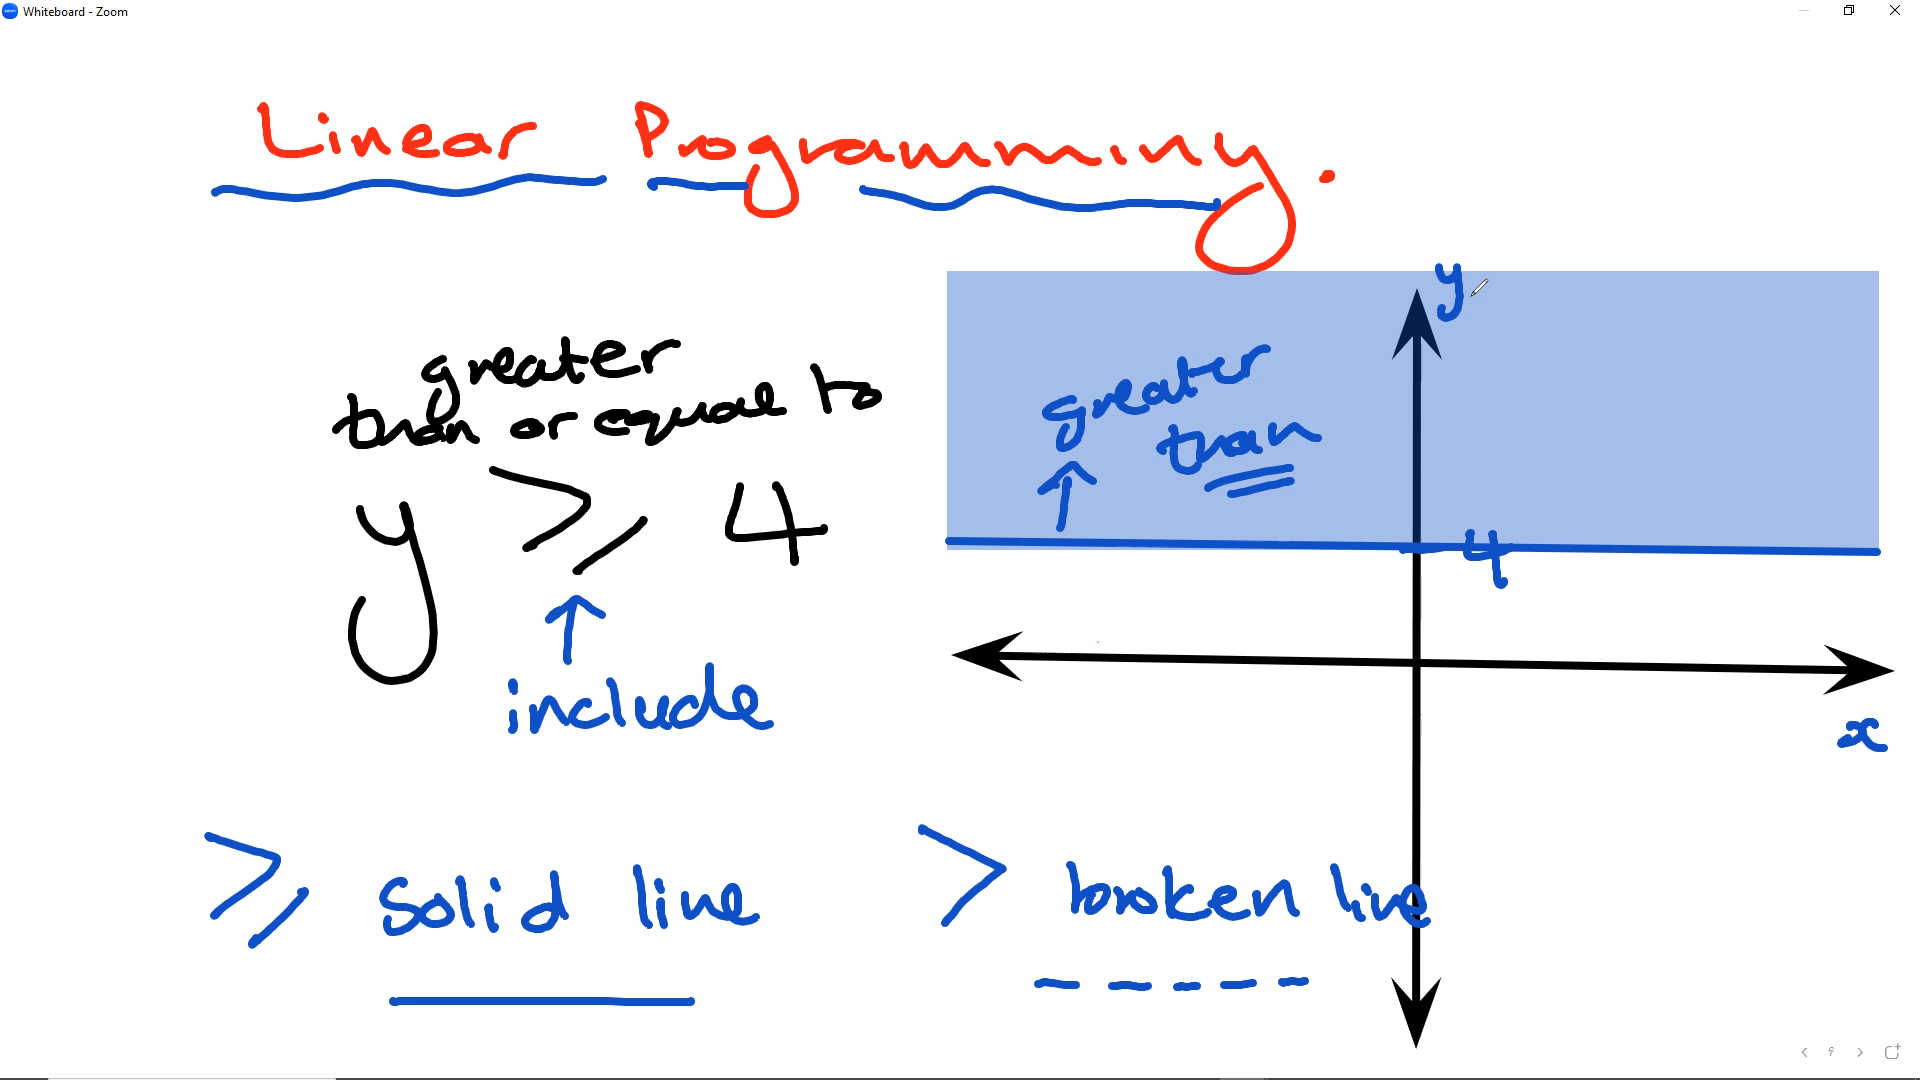 Whiteboard - Zoom
Linear Programming.
greater
than or equal to
y ⩾ 4
include
y
greater
than
4
x
⩾ solid line
> broken line